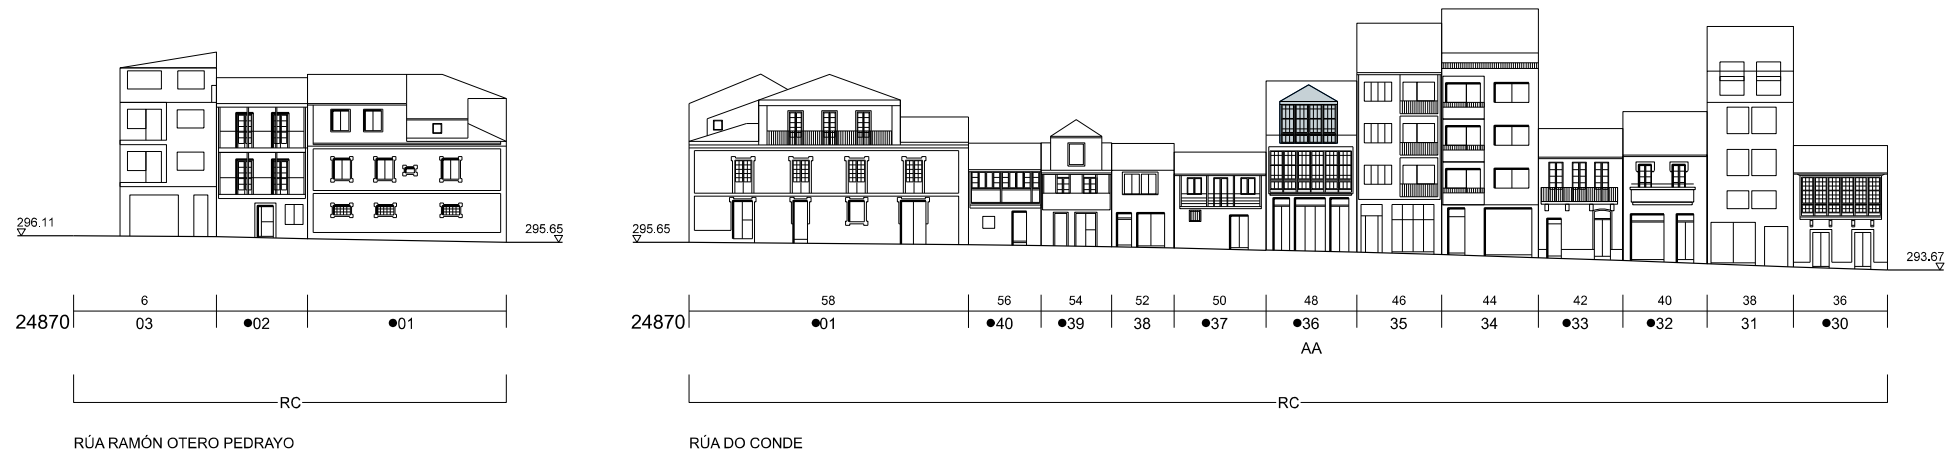 296.11 295.65 295.65 293.67
6 58 56 54 52 50 48 46 44 42 40 38 36
24870 03 ●02 ●01 24870 ●01 ●40 ●39 38 ●37 ●36 35 34 ●33 ●32 31 ●30
AA
RC RC
RÚA RAMÓN OTERO PEDRAYO RÚA DO CONDE